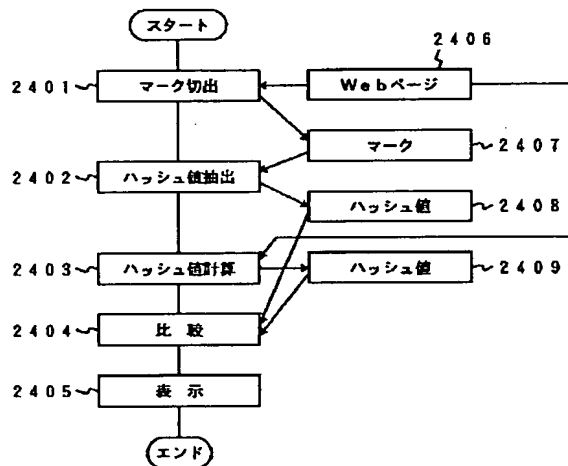 スタート
2406
2401 マーク切出 Webページ
マーク 2407
2402 ハッシュ値抽出
ハッシュ値 2408
2403 ハッシュ値計算 ハッシュ値 2409
2404 比較
2405 表示
エンド